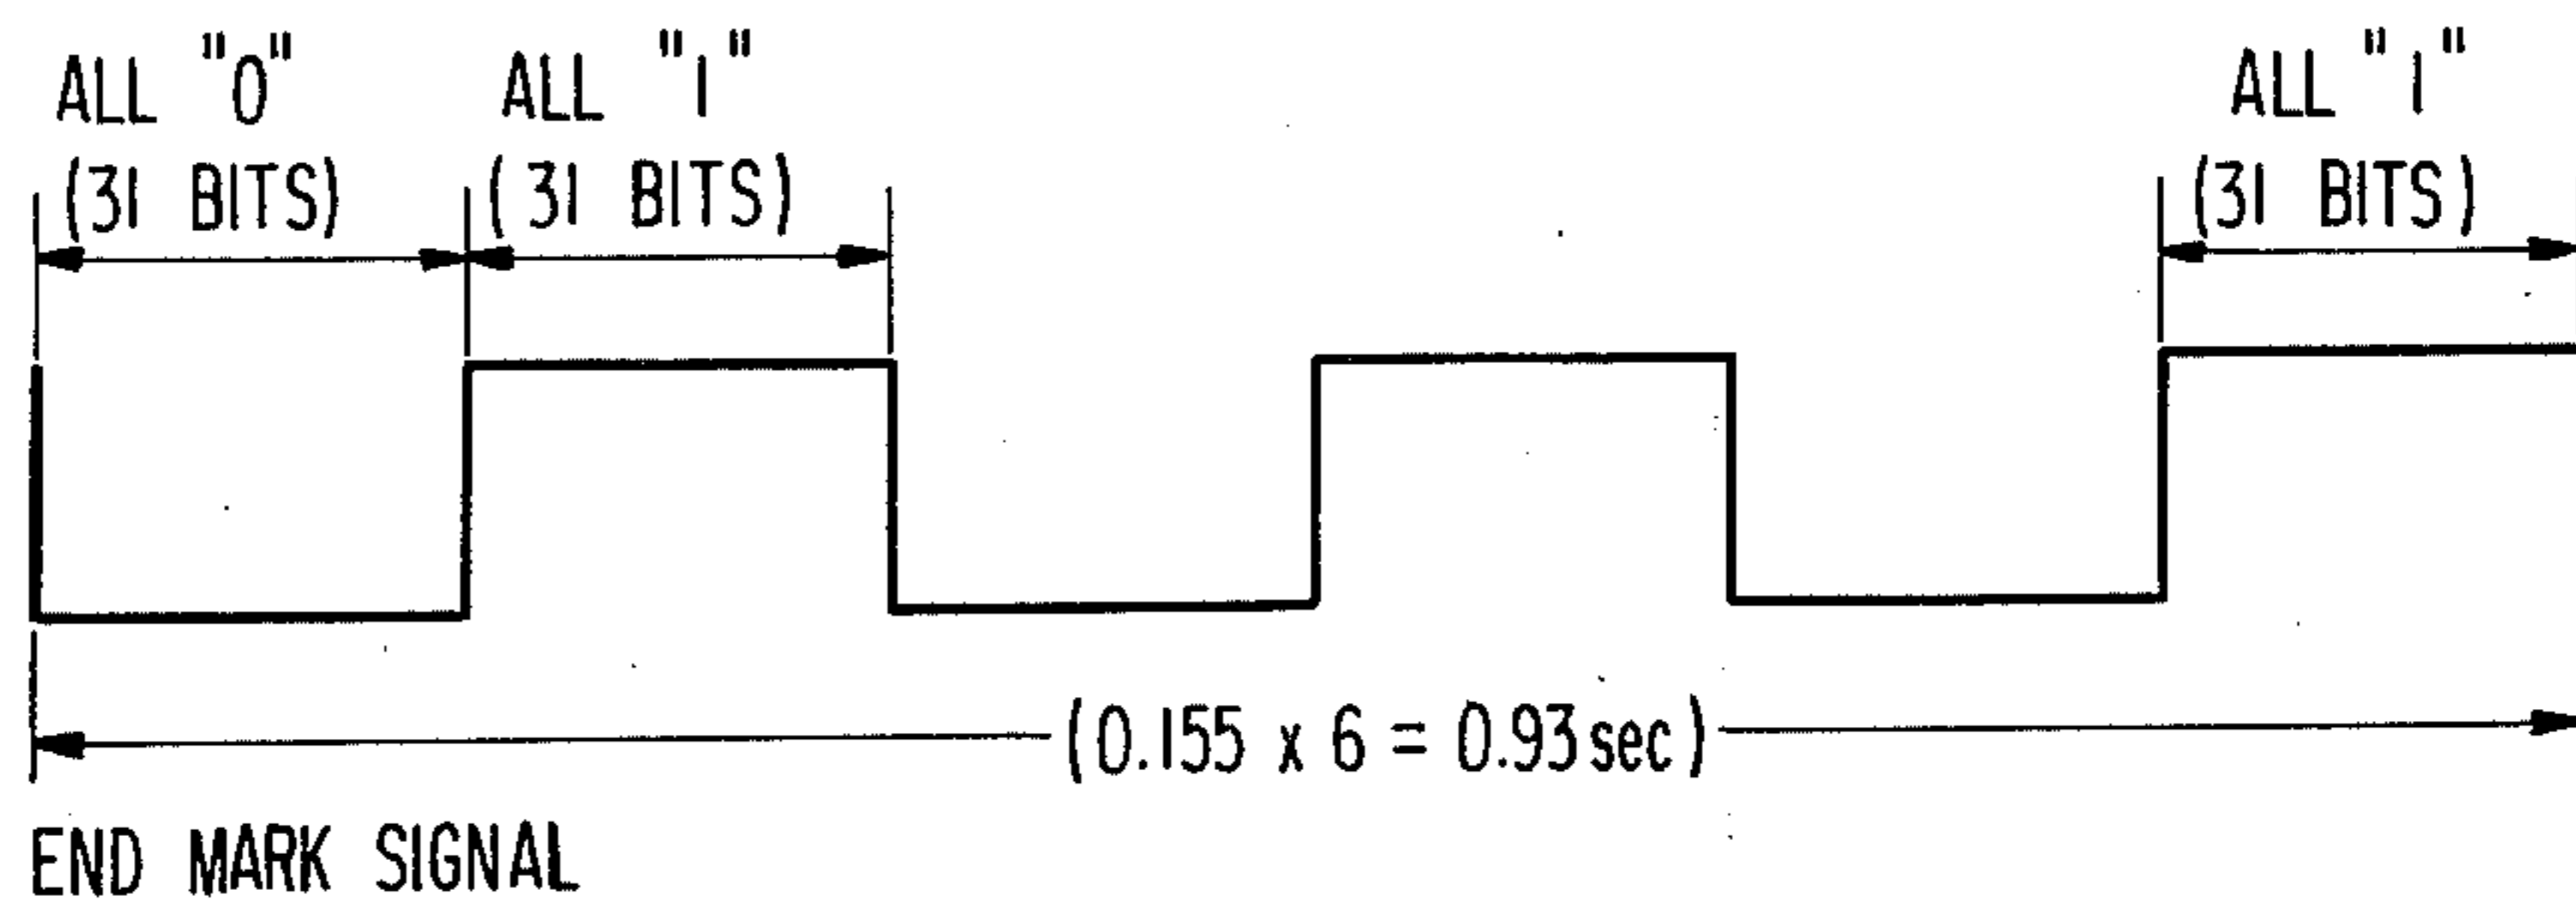 ALL "0"
(31 BITS)
ALL "1"
(31 BITS)
ALL "1"
(31 BITS)
(0.155 x 6 = 0.93 sec)
END MARK SIGNAL